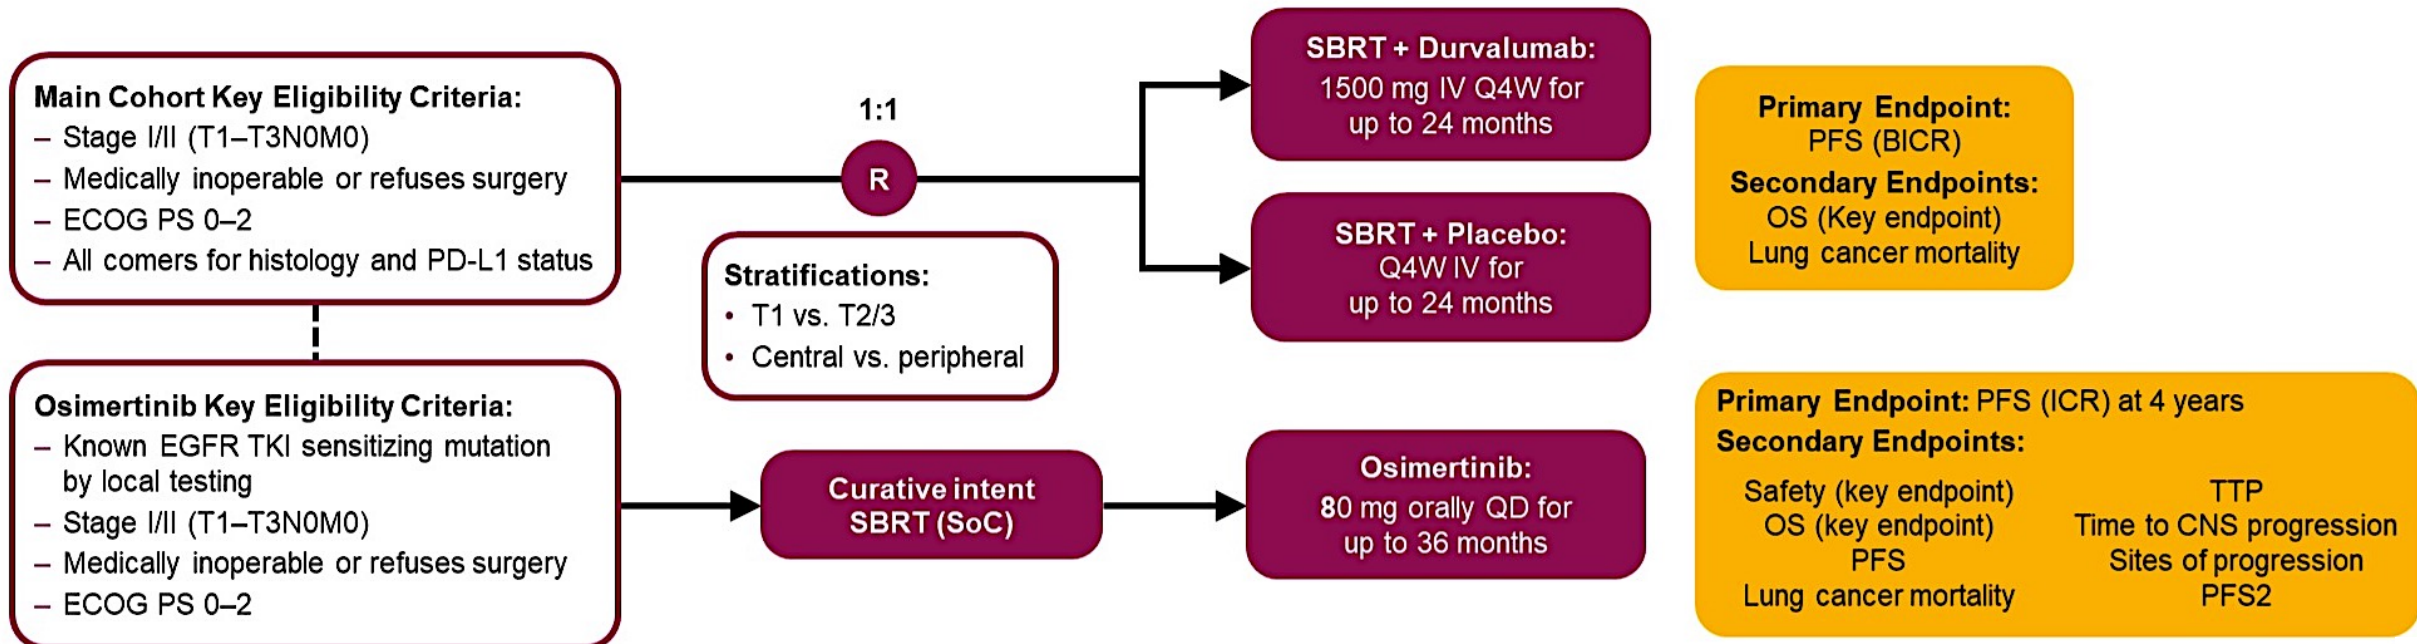 Main Cohort Key Eligibility Criteria:
– Stage I/II (T1–T3N0M0)
– Medically inoperable or refuses surgery
– ECOG PS 0–2
– All comers for histology and PD-L1 status
1:1
R
Stratifications:
• T1 vs. T2/3
• Central vs. peripheral
SBRT + Durvalumab:
1500 mg IV Q4W for
up to 24 months
SBRT + Placebo:
Q4W IV for
up to 24 months
Primary Endpoint:
PFS (BICR)
Secondary Endpoints:
OS (Key endpoint)
Lung cancer mortality
Osimertinib Key Eligibility Criteria:
– Known EGFR TKI sensitizing mutation
by local testing
– Stage I/II (T1–T3N0M0)
– Medically inoperable or refuses surgery
– ECOG PS 0–2
Curative intent
SBRT (SoC)
Osimertinib:
80 mg orally QD for
up to 36 months
Primary Endpoint: PFS (ICR) at 4 years
Secondary Endpoints:
Safety (key endpoint)
OS (key endpoint)
PFS
Lung cancer mortality
TTP
Time to CNS progression
Sites of progression
PFS2